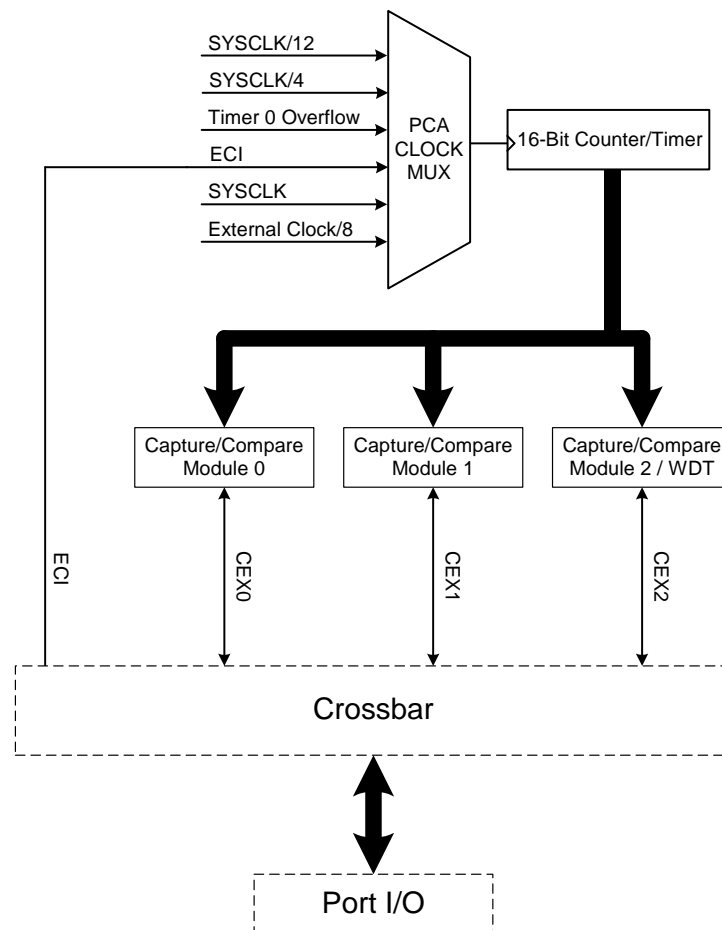 SYSCLK/12
SYSCLK/4
Timer 0 Overflow
ECI
SYSCLK
External Clock/8
PCA
CLOCK
MUX
16-Bit Counter/Timer
Capture/Compare
Module 0
Capture/Compare
Module 1
Capture/Compare
Module 2 / WDT
ECI
CEX0
CEX1
CEX2
Crossbar
Port I/O